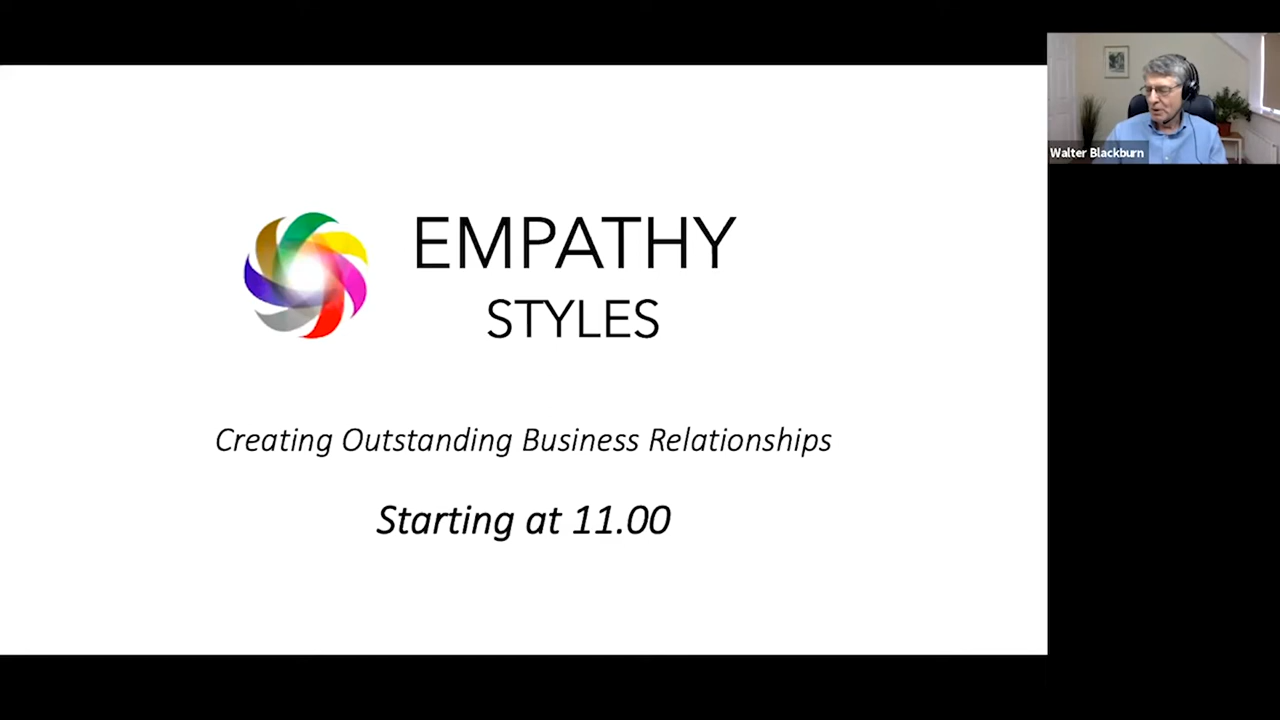 Walter Blackburn
EMPATHY
STYLES
Creating Outstanding Business Relationships
Starting at 11.00